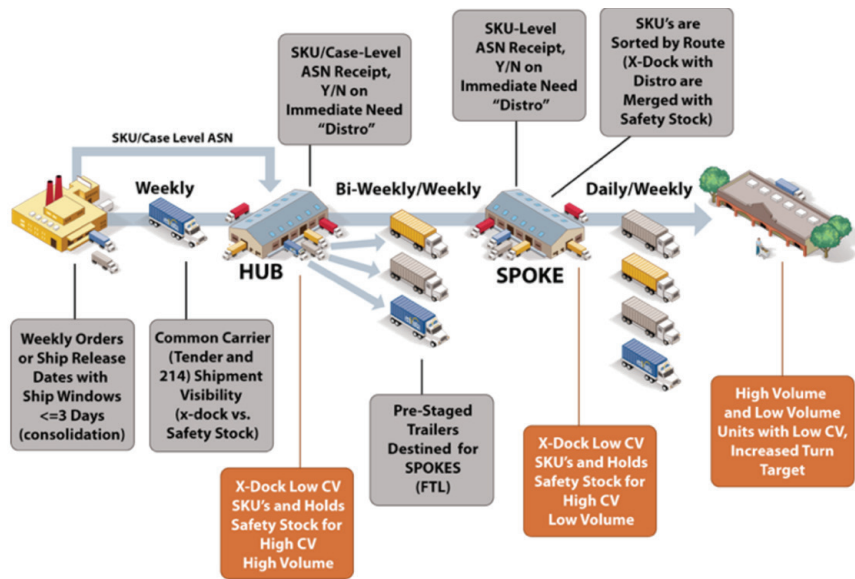 SKU/Case-Level
ASN Receipt,
Y/N on
Immediate Need
“Distro”
SKU-Level
ASN Receipt,
Y/N on
Immediate Need
“Distro”
SKU's are
Sorted by Route
(X-Dock with
Distro are
Merged with
Safety Stock)
SKU/Case Level ASN
Weekly
Bi-Weekly/Weekly
Daily/Weekly
HUB
SPOKE
Weekly Orders
or Ship Release
Dates with
Ship Windows
<=3 Days
(consolidation)
Common Carrier
(Tender and
214) Shipment
Visibility
(x-dock vs.
Safety Stock)
Pre-Staged
Trailers
Destined for
SPOKES
(FTL)
X-Dock Low CV
SKU's and Holds
Safety Stock for
High CV
High Volume
X-Dock Low CV
SKU's and Holds
Safety Stock for
High CV
Low Volume
High Volume
and Low Volume
Units with Low CV,
Increased Turn
Target